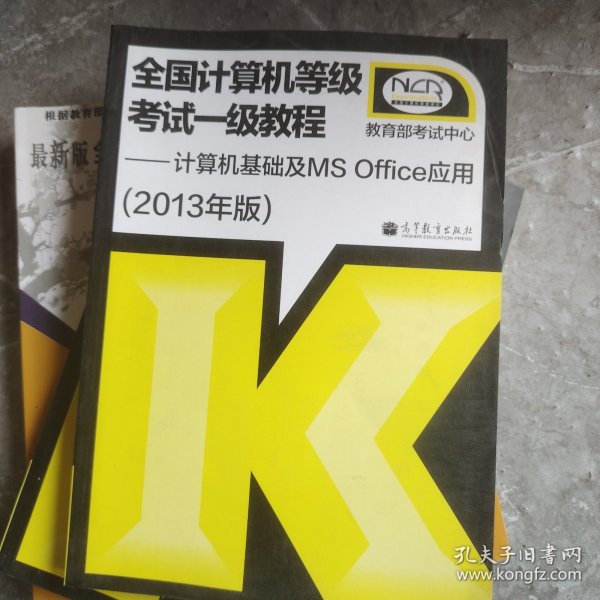 全国计算机等级
考试一级教程
——计算机基础及MS Office应用
(2013年版)
NCR
教育部考试中心
高等教育出版社
HIGHER EDUCATION PRESS
根据教育部
最新版全
孔夫子旧书网
www.kongfz.com